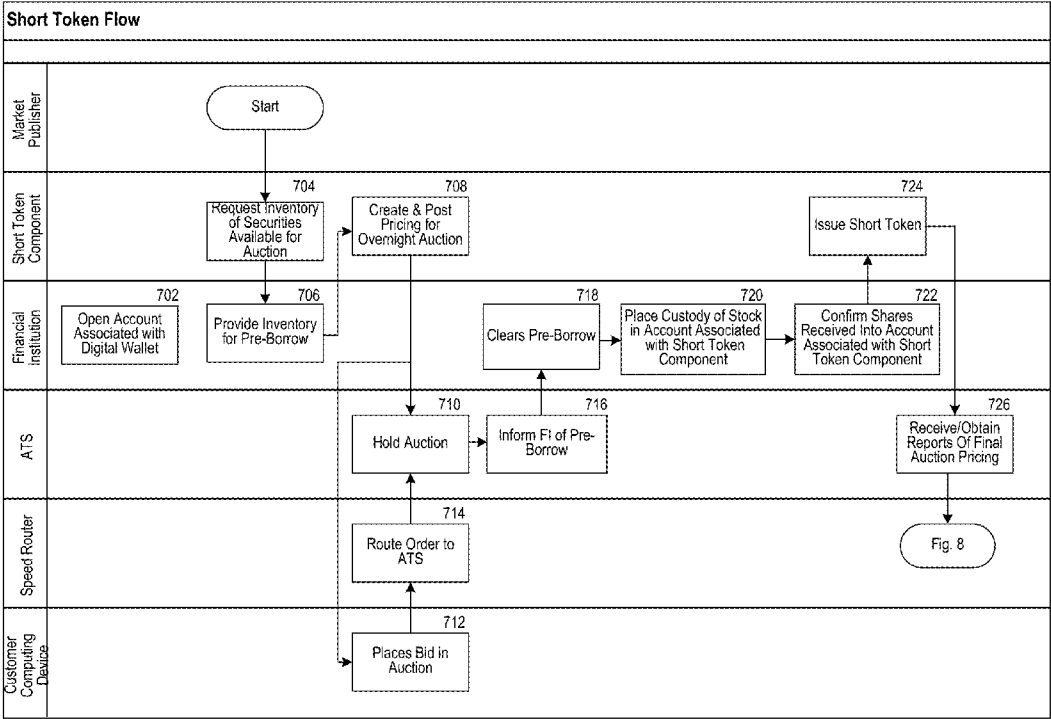 Short Token Flow
Market
Publisher
Start
Short Token
Component
704
Request Inventory
of Securities
Available for
Auction
708
Create & Post
Pricing for
Overnight Auction
724
Issue Short Token
Financial
Institution
702
Open Account
Associated with
Digital Wallet
706
Provide Inventory
for Pre-Borrow
718
Clears Pre-Borrow
720
Place Custody of Stock
in Account Associated
with Short Token
Component
722
Confirm Shares
Received Into Account
Associated with Short
Token Component
ATS
710
Hold Auction
716
Inform FI of Pre-
Borrow
726
Receive/Obtain
Reports Of Final
Auction Pricing
Speed Router
714
Route Order to
ATS
Fig. 8
Customer
Computing
Device
712
Places Bid in
Auction